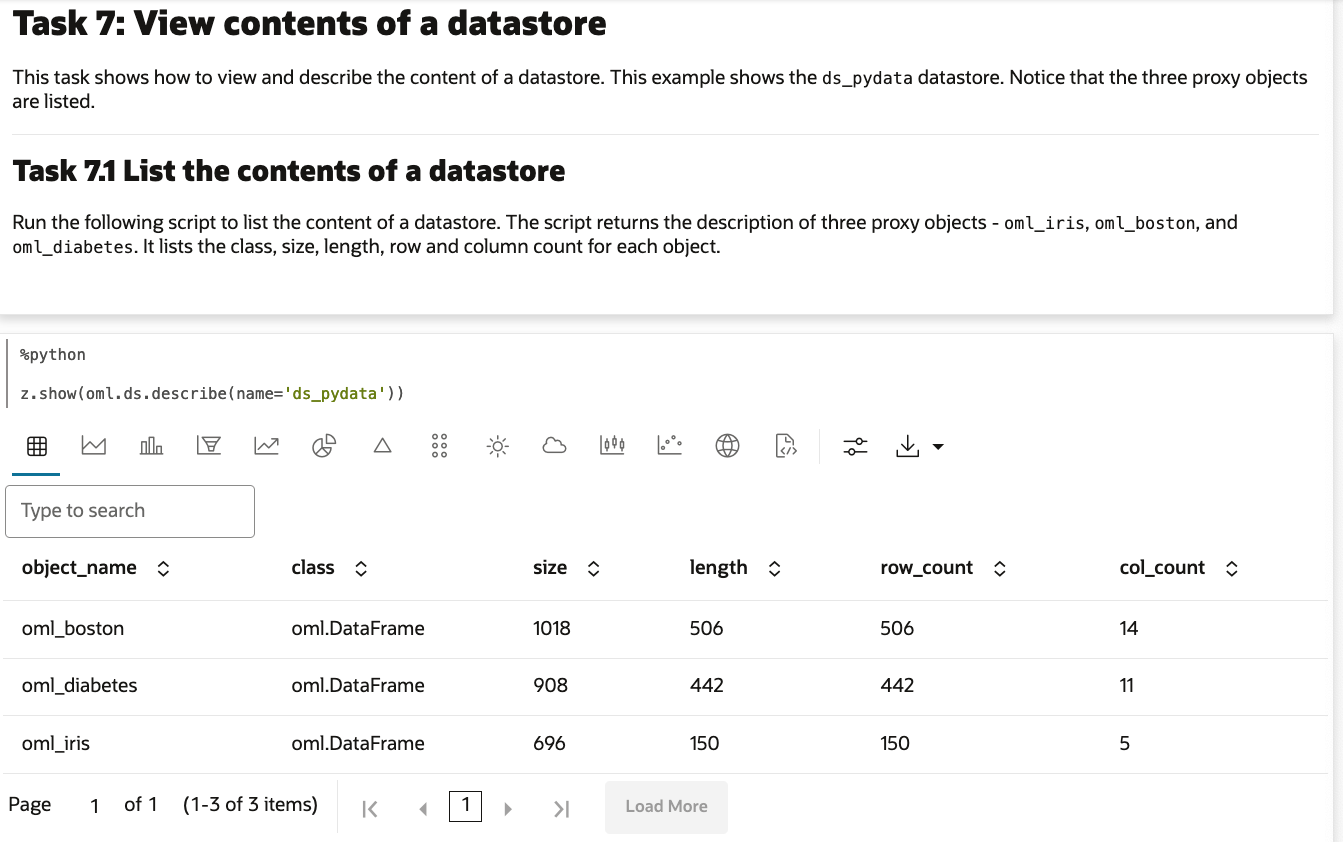 Task 7: View contents of a datastore
This task shows how to view and describe the content of a datastore. This example shows the ds_pydata datastore. Notice that the three proxy objects
are listed.
Task 7.1 List the contents of a datastore
Run the following script to list the content of a datastore. The script returns the description of three proxy objects - oml_iris, oml_boston, and
oml_diabetes. It lists the class, size, length, row and column count for each object.
%python
z.show(oml.ds.describe(name='ds_pydata'))
Type to search
object_name class size length row_count col_count
oml_boston oml.DataFrame 1018 506 506 14
oml_diabetes oml.DataFrame 908 442 442 11
oml_iris oml.DataFrame 696 150 150 5
Page 1 of 1 (1-3 of 3 items) 1 Load More